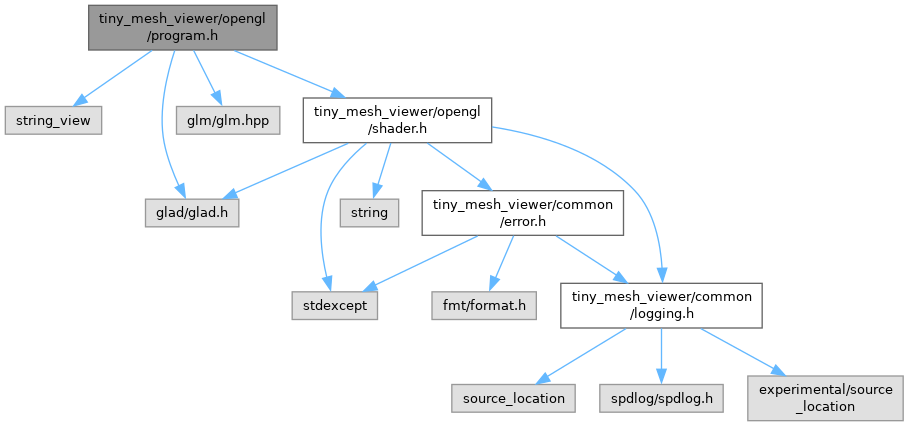 tiny_mesh_viewer/opengl
/program.h
string_view
glm/glm.hpp
tiny_mesh_viewer/opengl
/shader.h
glad/glad.h
string
tiny_mesh_viewer/common
/error.h
stdexcept
fmt/format.h
tiny_mesh_viewer/common
/logging.h
source_location
spdlog/spdlog.h
experimental/source
_location